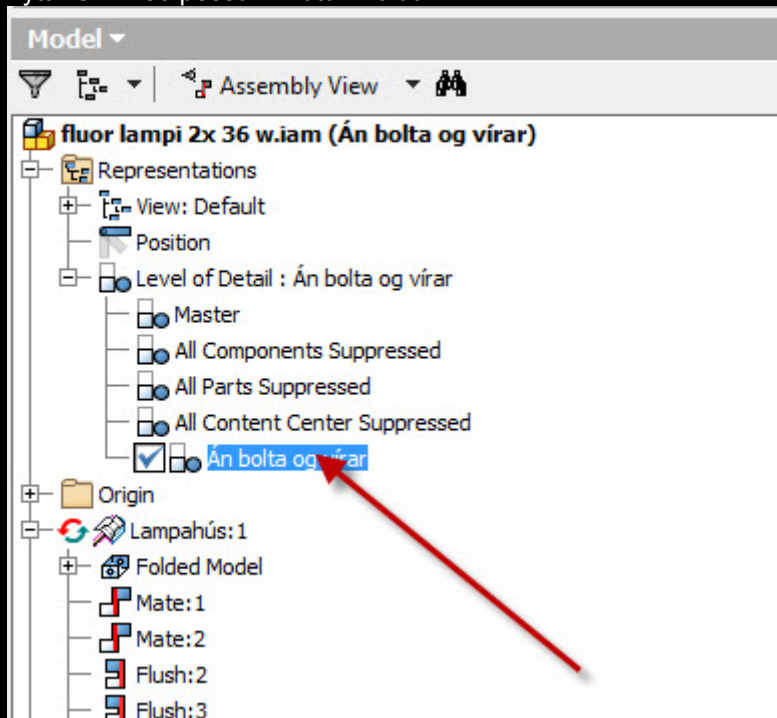 Model
Assembly View
fluor lampi 2x 36 w.iam (Án bolta og vírar)
Representations
View: Default
Position
Level of Detail : Án bolta og vírar
Master
All Components Suppressed
All Parts Suppressed
All Content Center Suppressed
Án bolta og vírar
Origin
Lampahús:1
Folded Model
Mate:1
Mate:2
Flush:2
Flush:3